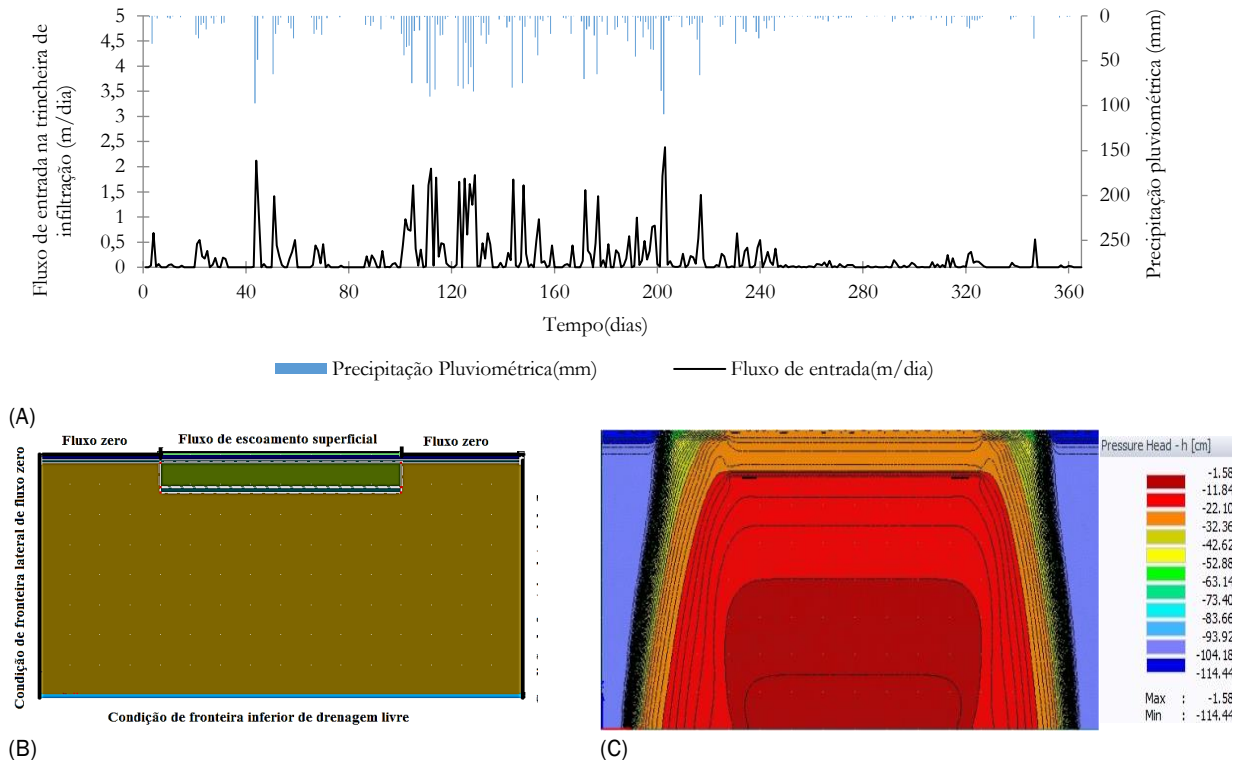 5
4,5
4
3,5
3
2,5
2
1,5
1
0,5
0
0
50
100
150
200
250
Fluxo de entrada na trincheira de
infiltração (m/dia)
Precipitação pluviométrica (mm)
0 40 80 120 160 200 240 280 320 360
Tempo(dias)
Precipitação Pluviométrica(mm) Fluxo de entrada(m/dia)
(A)
Fluxo zero Fluxo de escoamento superficial Fluxo zero
Condição de fronteira lateral de fluxo zero
Condição de fronteira inferior de drenagem livre
(B)
Pressure Head - h [cm]
-1.58
-11.84
-22.10
-32.36
-42.62
-52.88
-63.14
-73.40
-83.66
-93.92
-104.18
-114.44
Max : -1.58
Min : -114.44
(C)